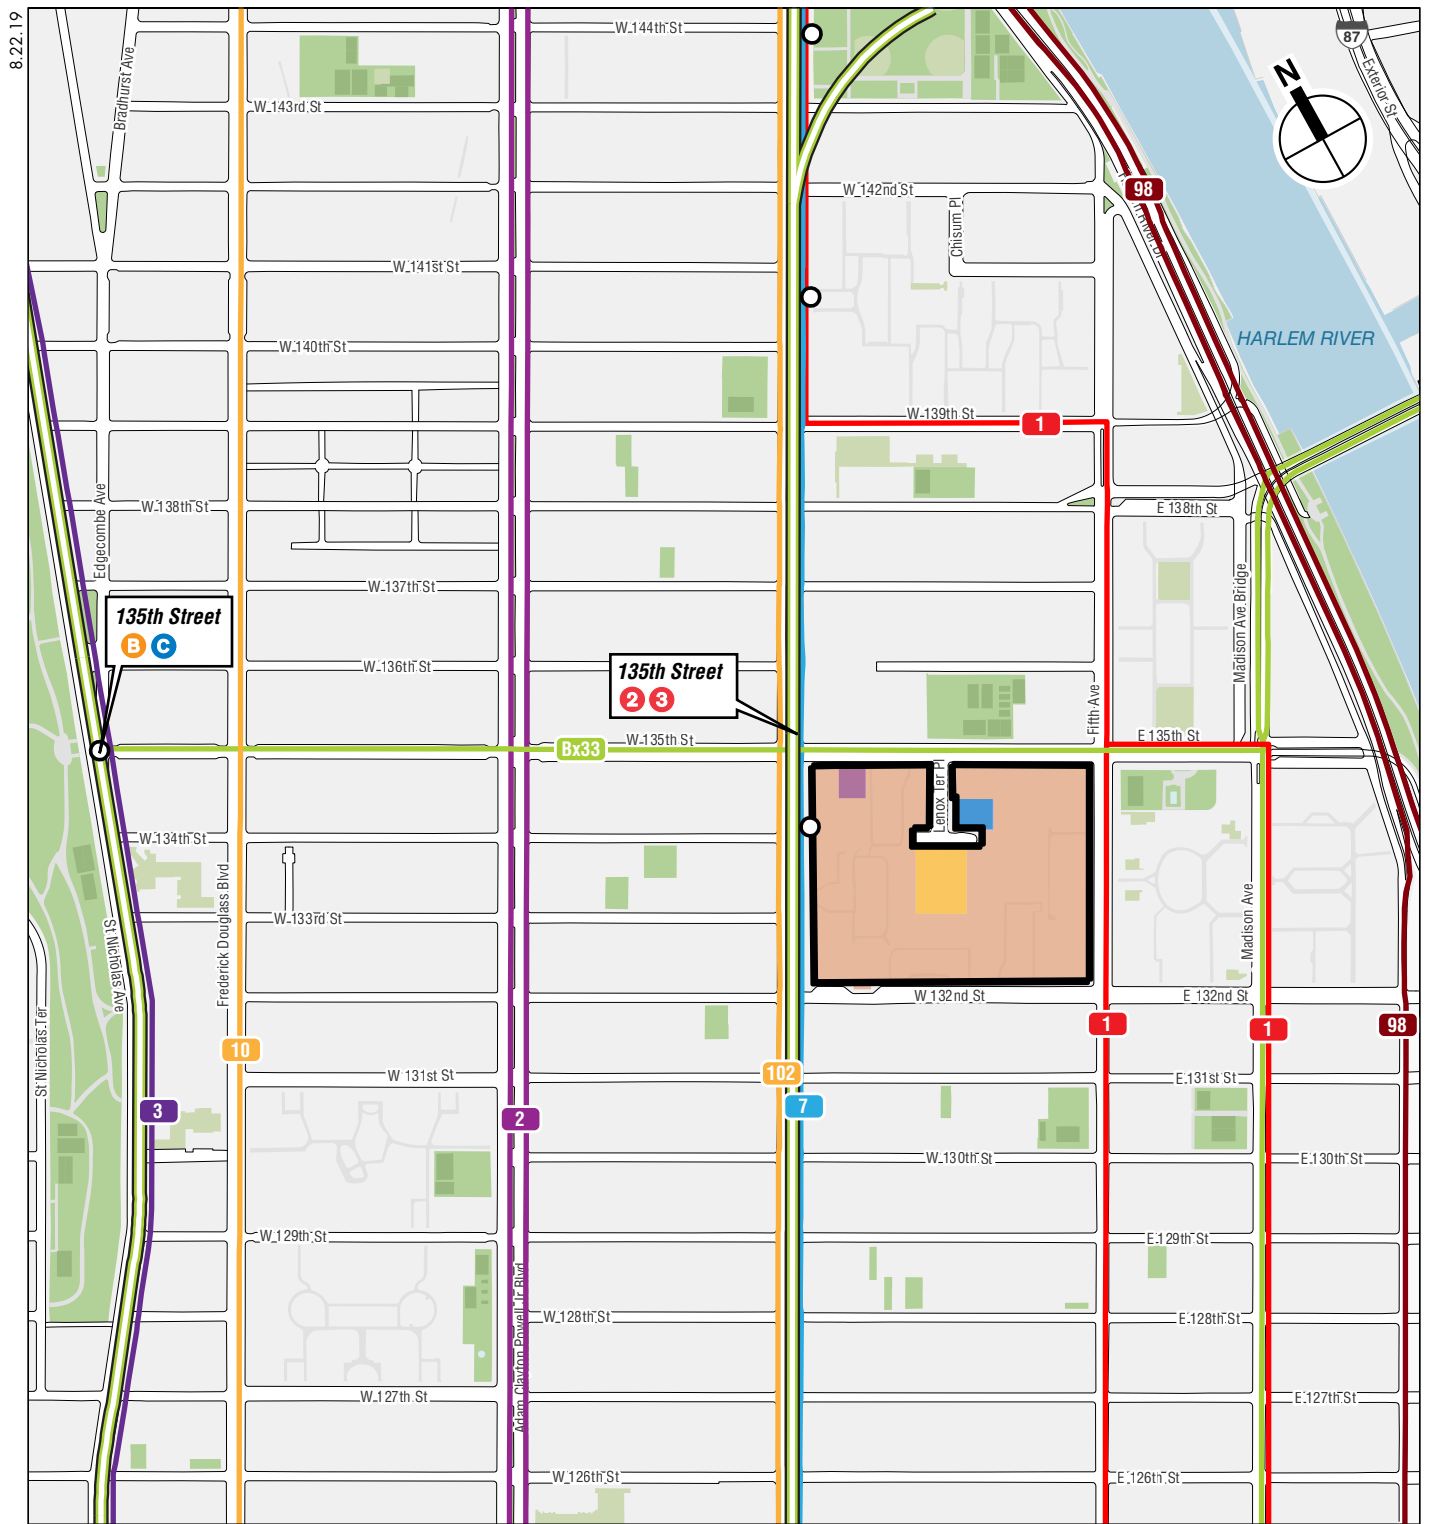 8.22.19
W 144th St
87
Exterior St
N
Bradhurst Ave
W 143rd St
98
W 142nd St
Chisum Pl
W 141st St
HARLEM RIVER
W 140th St
W 139th St
1
Edgecombe Ave
W 138th St
E 138th St
W 137th St
Madison Ave Bridge
135th Street
B C
W 136th St
135th Street
2 3
Fifth Ave
Bx33
W 135th St
E 135th St
Lenox Ter Pl
W 134th St
Frederick Douglass Blvd
Madison Ave
W 133rd St
St Nicholas Ave
St Nicholas Ter
W 132nd St
E 132nd St
1
1
98
10
102
W 131st St
E 131st St
3
2
7
W 130th St
E 130th St
W 129th St
E 129th St
Adam Clayton Powell Jr Blvd
W 128th St
E 128th St
W 127th St
E 127th St
W 126th St
E 126th St